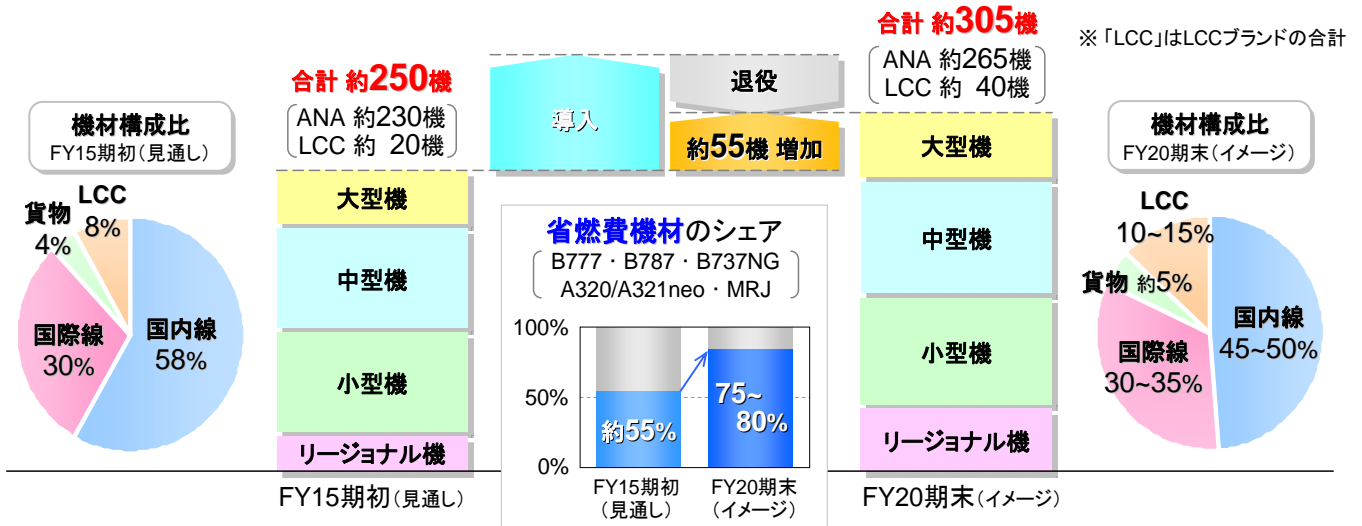 ※「LCC」はLCCブランドの合計
機材構成比
FY15期初(見通し)
LCC
8%
貨物
4%
国際線
30%
国内線
58%
合計 約250機
ANA 約230機
LCC 約 20機
大型機
中型機
小型機
リージョナル機
FY15期初(見通し)
導入
退役
約55機 増加
省燃費機材のシェア
B777・B787・B737NG
A320/A321neo・MRJ
100%
50%
0%
約55%
75~
80%
FY15期初
(見通し)
FY20期末
(イメージ)
合計 約305機
ANA 約265機
LCC 約 40機
大型機
中型機
小型機
リージョナル機
FY20期末(イメージ)
機材構成比
FY20期末(イメージ)
LCC
10~15%
貨物 約5%
国際線
30~35%
国内線
45~50%